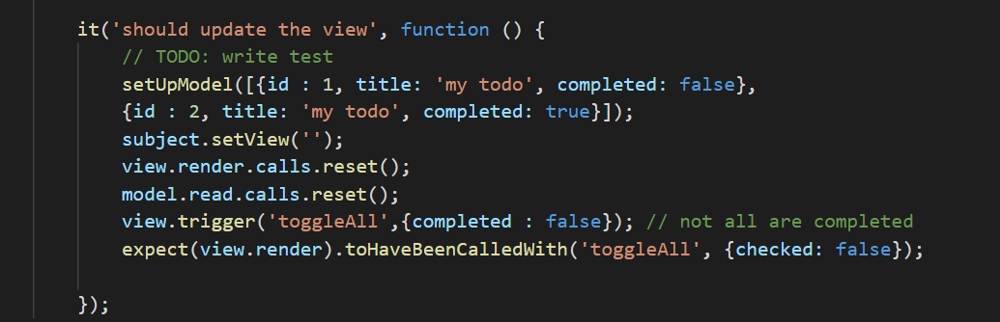 it('should update the view', function () {
// TODO: write test
setUpModel([{id : 1, title: 'my todo', completed: false},
{id : 2, title: 'my todo', completed: true}]);
subject.setView('');
view.render.calls.reset();
model.read.calls.reset();
view.trigger('toggleAll',{completed : false}); // not all are completed
expect(view.render).toHaveBeenCalledWith('toggleAll', {checked: false});
});